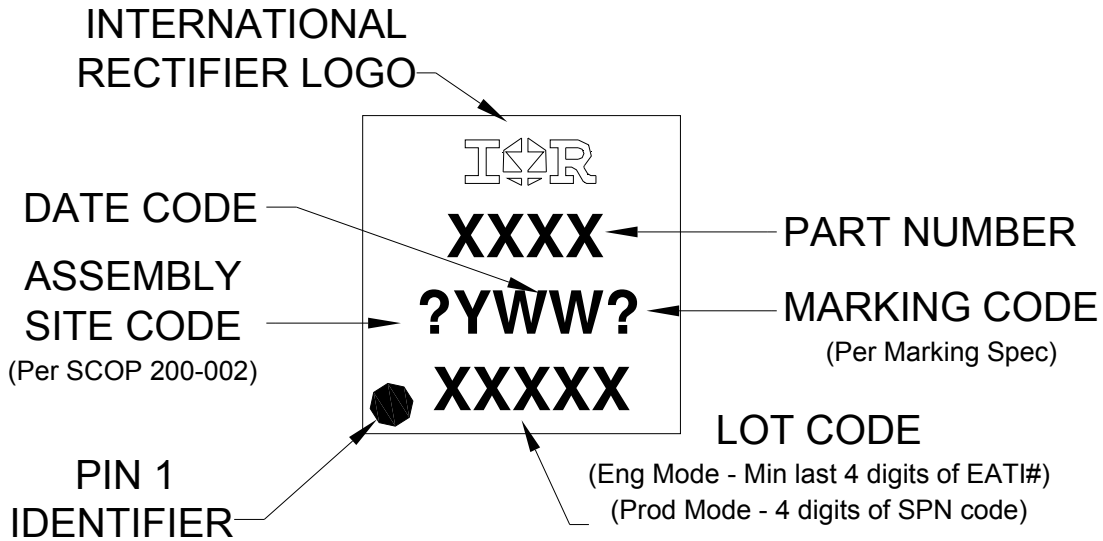 INTERNATIONAL
RECTIFIER LOGO
IR
DATE CODE
XXXX
PART NUMBER
ASSEMBLY
SITE CODE
(Per SCOP 200-002)
?YWW?
MARKING CODE
(Per Marking Spec)
XXXXX
LOT CODE
(Eng Mode - Min last 4 digits of EATI#)
(Prod Mode - 4 digits of SPN code)
PIN 1
IDENTIFIER